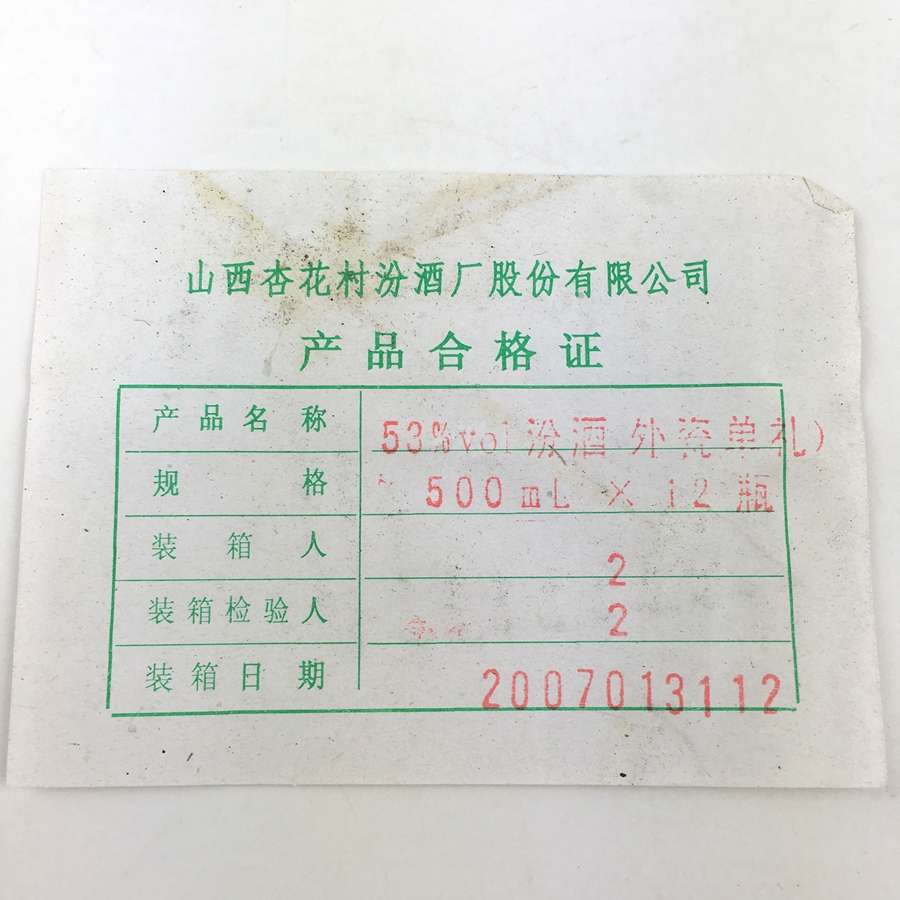 山西杏花村汾酒厂股份有限公司
产品合格证
产品名称 53%vol汾酒 外瓷单礼）
规格 500mL × 12瓶
装箱人 2
装箱检验人 2
装箱日期 2007013112